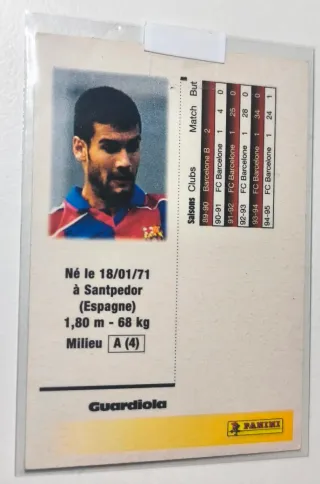 Né le 18/01/71
à Santpedor
(Espagne)
1,80 m - 68 kg
Milieu A (4)
Guardiola
Saisons Clubs Match But
89-90 Barcelone B 2
90-91 FC Barcelone 1 4 0
91-92 FC Barcelone 1 25 0
92-93 FC Barcelone 1 28 0
93-94 FC Barcelone 1 34 0
94-95 FC Barcelone 1 24 1
PANINI